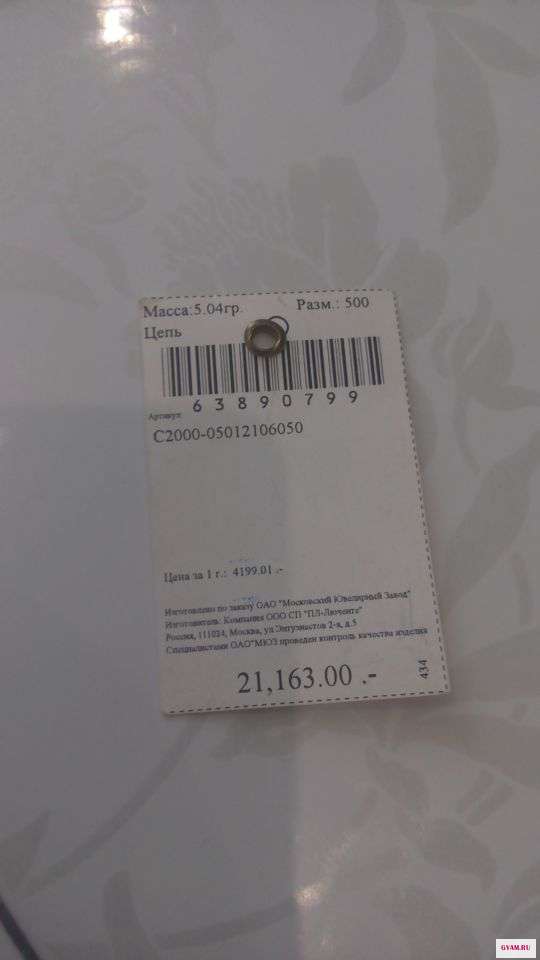 Масса:5.04гр. Разм.: 500
Цепь
63890799
Артикул
С2000-05012106050
Цена за 1 г.: 4199.01 .-
Изготовлено по заказу ОАО "Московский Ювелирный Завод"
Изготовитель: Компания ООО СП "ПЛ-Люченте"
Россия, 111024, Москва, ул.Энтузиастов 2-я, д.5
Специалистами ОАО"МЮЗ проведен контроль качества изделия
21,163.00 .-
434
GYAM.RU